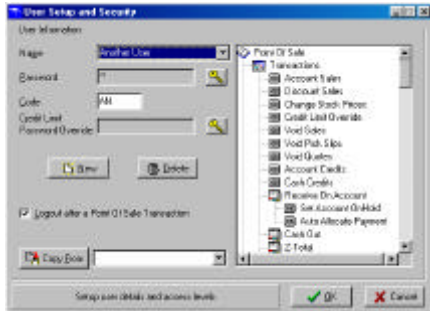 User Setup and Security
User Information
Name
Another User
Password
*
Code
AN
Credit Limit
Password Override
New
Delete
Logout after a Point Of Sale Transaction
Copy From
Setup user details and access levels
Point Of Sale
Transactions
Account Sales
Discount Sales
Change Stock Prices
Credit Limit Override
Void Sales
Void Pick Slips
Void Quotes
Account Credits
Cash Credits
Receive On Account
Set Account OnHold
Auto Allocate Payment
Cash Out
Z-Total
OK
Cancel